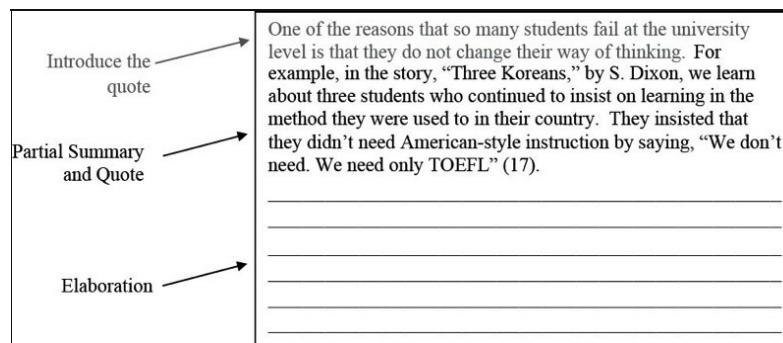 Introduce the
quote
Partial Summary
and Quote
Elaboration
One of the reasons that so many students fail at the university
level is that they do not change their way of thinking. For
example, in the story, “Three Koreans,” by S. Dixon, we learn
about three students who continued to insist on learning in the
method they were used to in their country. They insisted that
they didn’t need American-style instruction by saying, “We don’t
need. We need only TOEFL” (17).